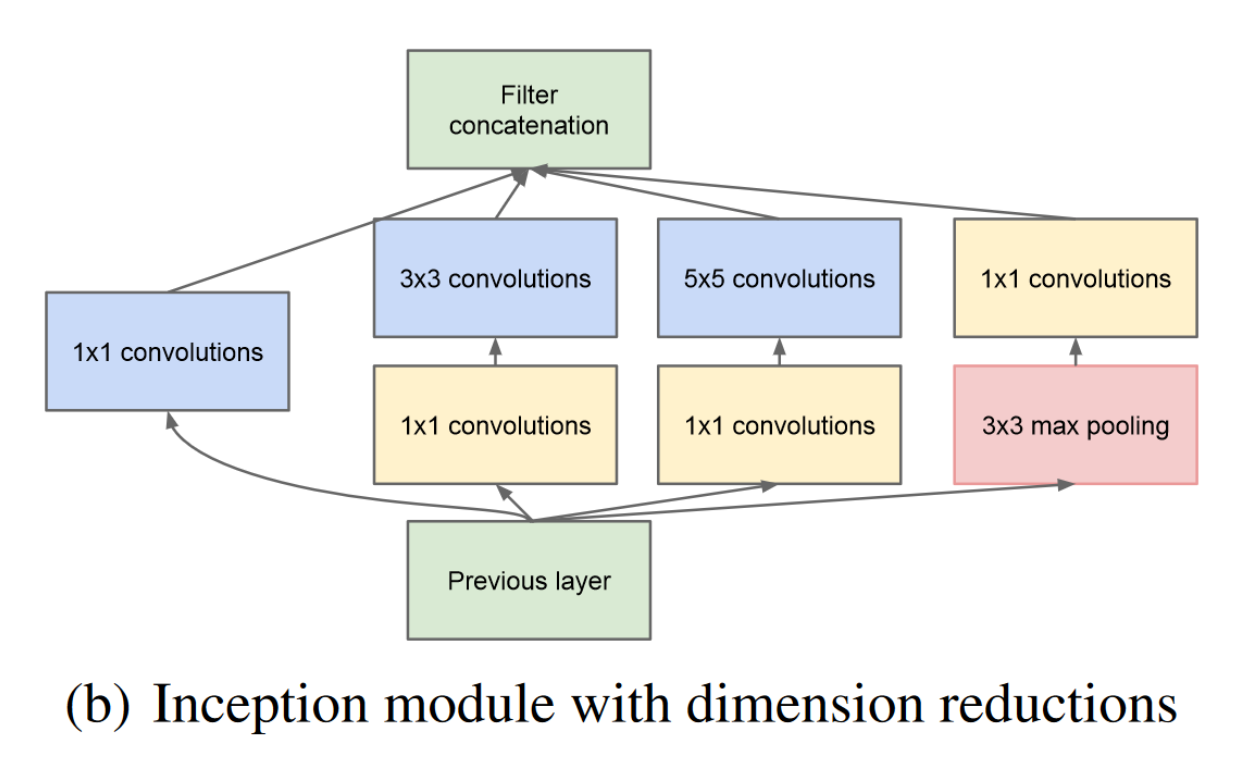 Filter
concatenation
3x3 convolutions
5x5 convolutions
1x1 convolutions
1x1 convolutions
1x1 convolutions
1x1 convolutions
3x3 max pooling
Previous layer
(b) Inception module with dimension reductions